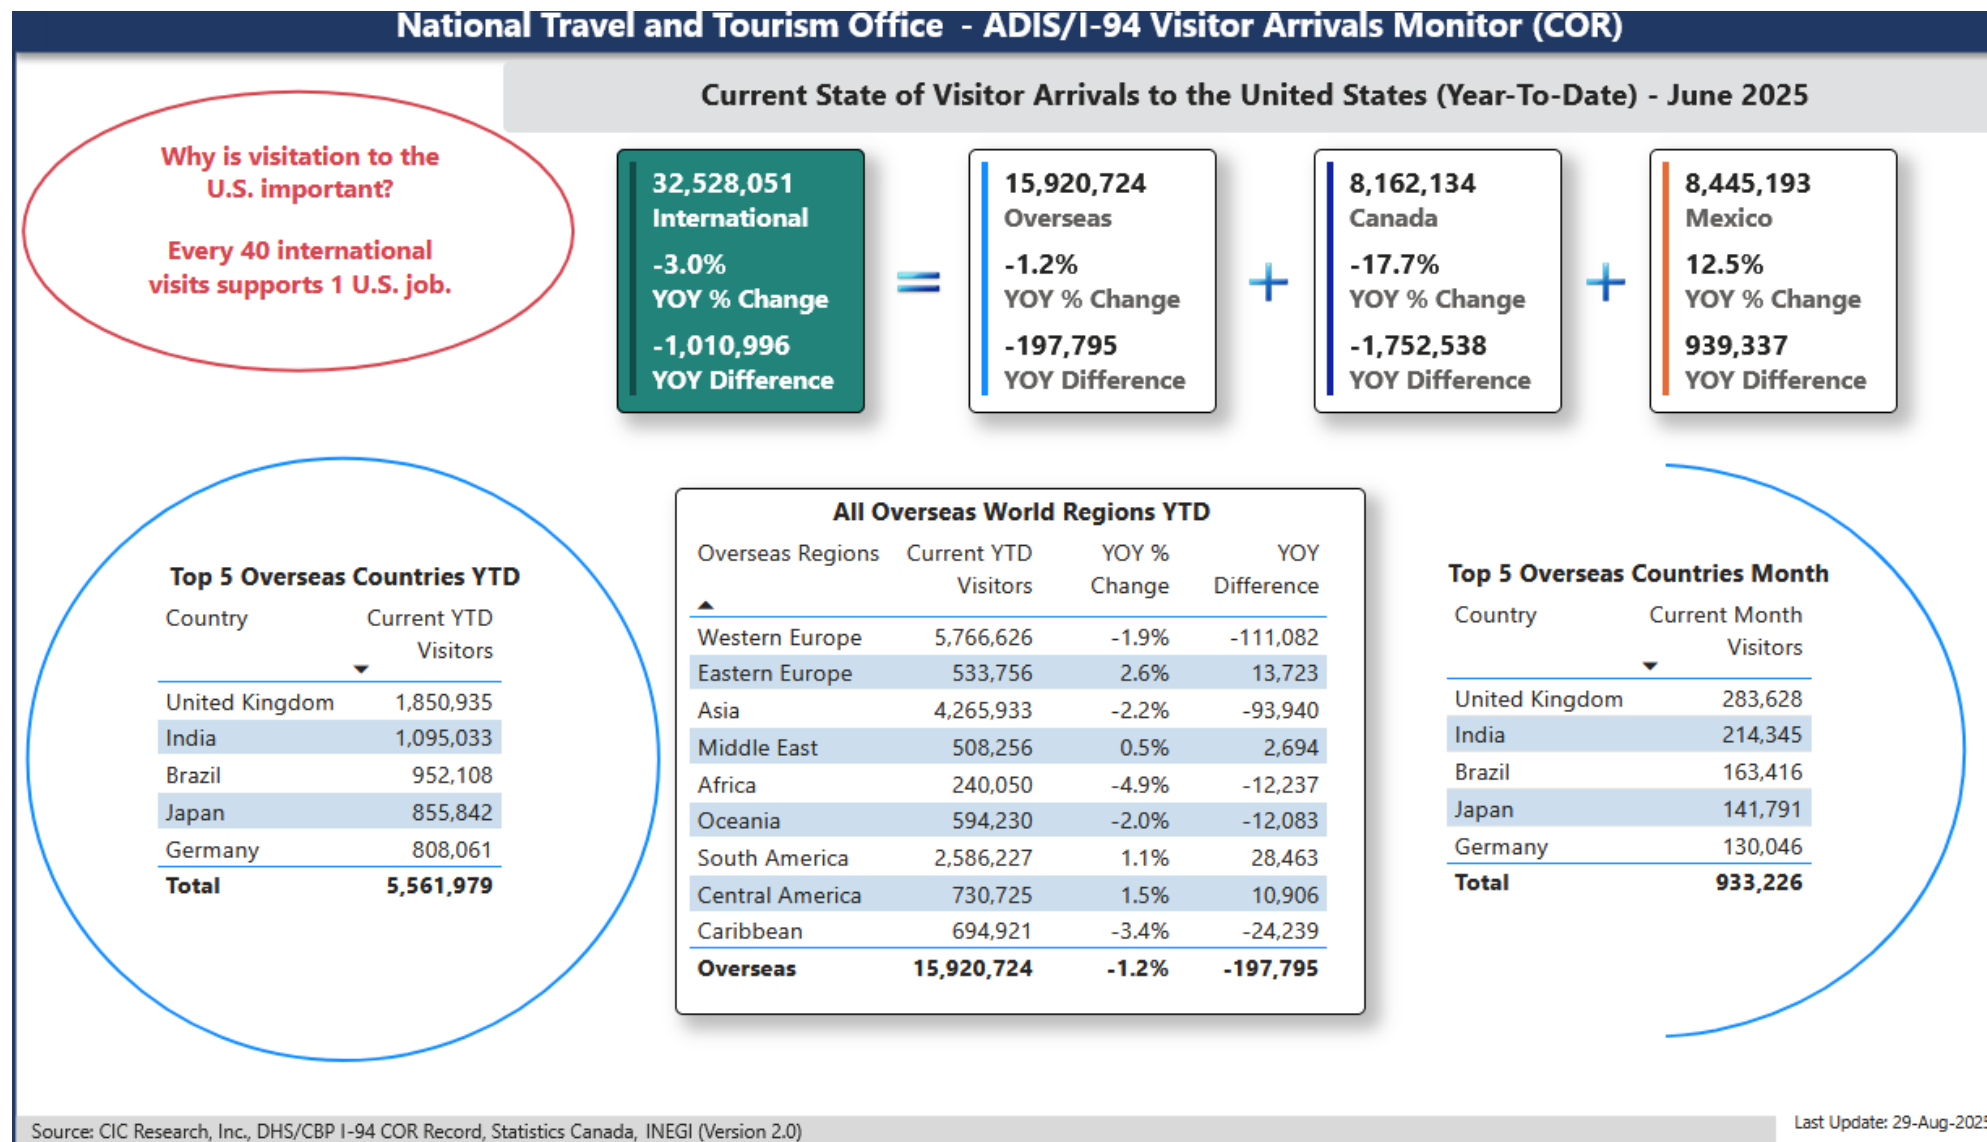 National Travel and Tourism Office - ADIS/I-94 Visitor Arrivals Monitor (COR)
Current State of Visitor Arrivals to the United States (Year-To-Date) - June 2025
Why is visitation to the
U.S. important?
Every 40 international
visits supports 1 U.S. job.
32,528,051
International
-3.0%
YOY % Change
-1,010,996
YOY Difference
=
15,920,724
Overseas
-1.2%
YOY % Change
-197,795
YOY Difference
+
8,162,134
Canada
-17.7%
YOY % Change
-1,752,538
YOY Difference
+
8,445,193
Mexico
12.5%
YOY % Change
939,337
YOY Difference
Top 5 Overseas Countries YTD
Country Current YTD
Visitors
United Kingdom 1,850,935
India 1,095,033
Brazil 952,108
Japan 855,842
Germany 808,061
Total 5,561,979
All Overseas World Regions YTD
Overseas Regions Current YTD YOY % YOY
Visitors Change Difference
Western Europe 5,766,626 -1.9% -111,082
Eastern Europe 533,756 2.6% 13,723
Asia 4,265,933 -2.2% -93,940
Middle East 508,256 0.5% 2,694
Africa 240,050 -4.9% -12,237
Oceania 594,230 -2.0% -12,083
South America 2,586,227 1.1% 28,463
Central America 730,725 1.5% 10,906
Caribbean 694,921 -3.4% -24,239
Overseas 15,920,724 -1.2% -197,795
Top 5 Overseas Countries Month
Country Current Month
Visitors
United Kingdom 283,628
India 214,345
Brazil 163,416
Japan 141,791
Germany 130,046
Total 933,226
Source: CIC Research, Inc., DHS/CBP I-94 COR Record, Statistics Canada, INEGI (Version 2.0)
Last Update: 29-Aug-2025